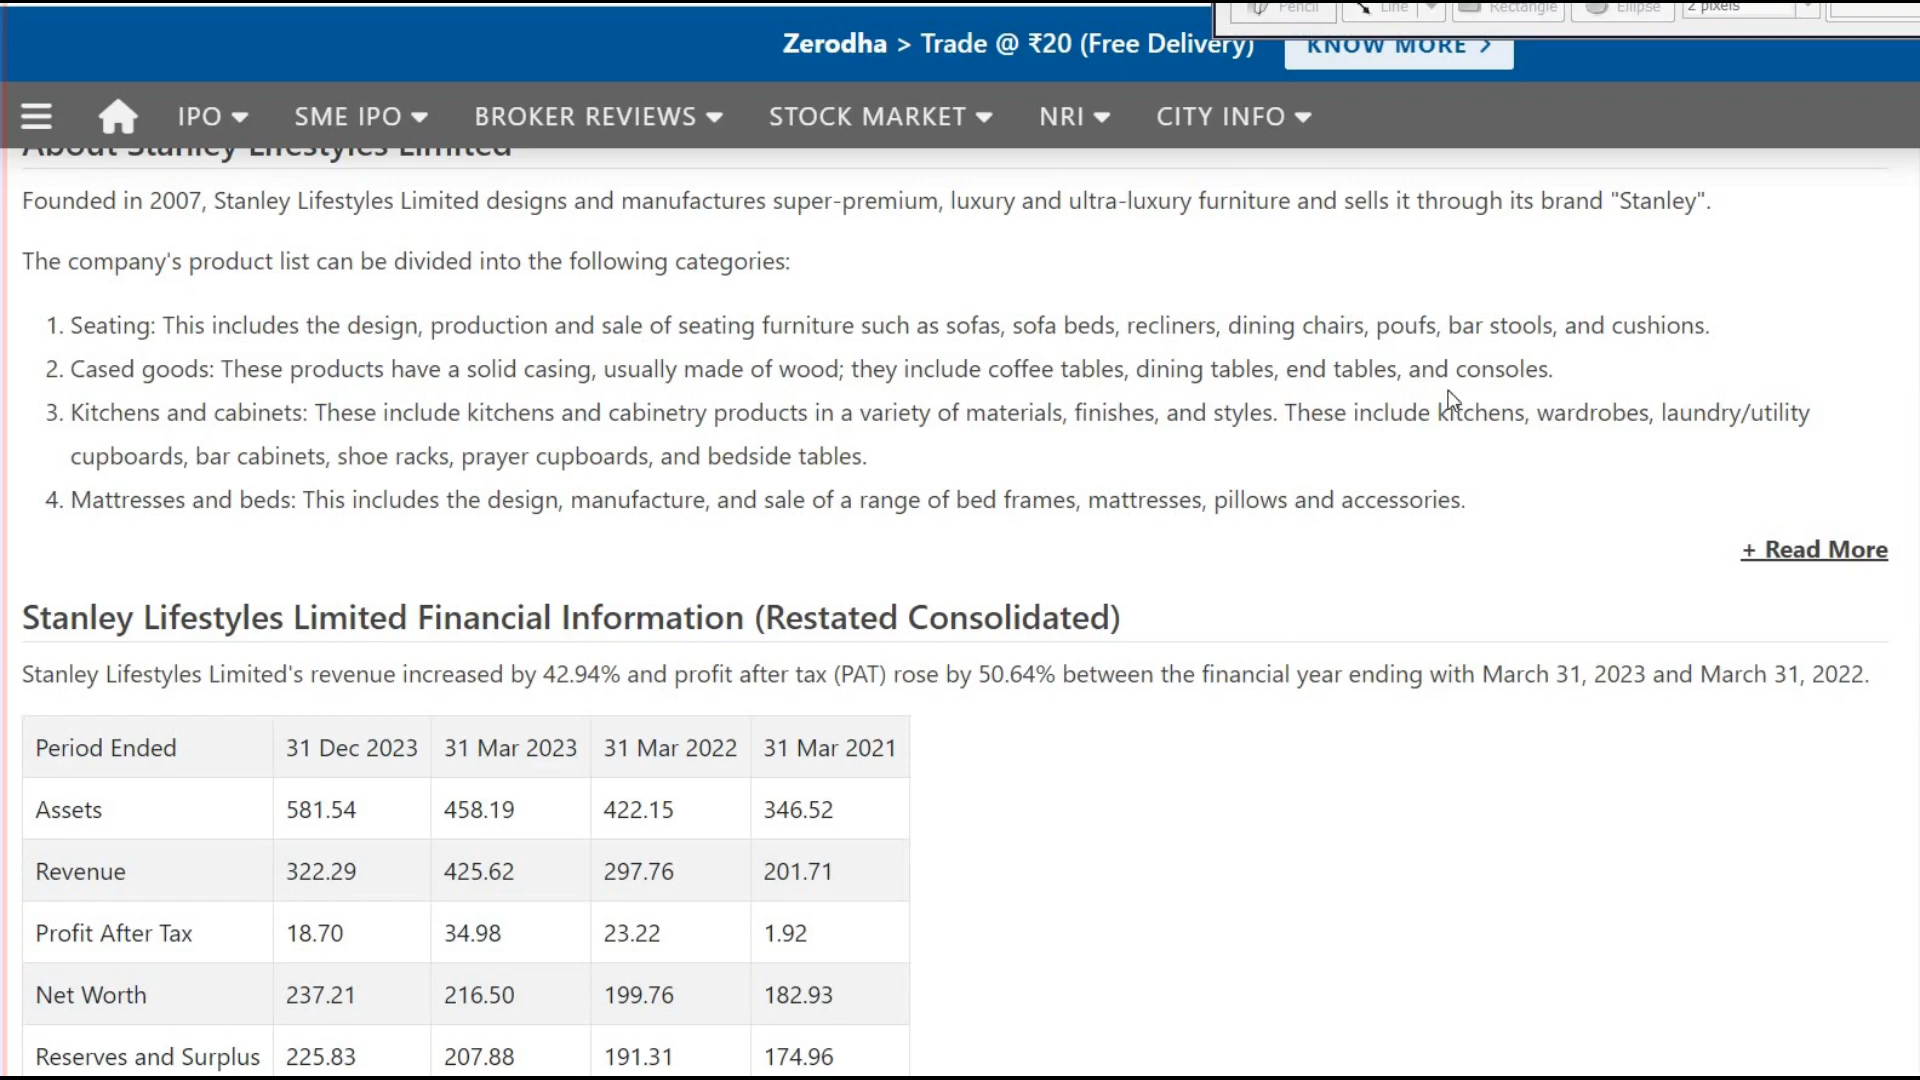 Pencil Line Rectangle Ellipse 2 pixels
Zerodha > Trade @ ₹20 (Free Delivery) KNOW MORE >
IPO SME IPO BROKER REVIEWS STOCK MARKET NRI CITY INFO
About Stanley Lifestyles Limited
Founded in 2007, Stanley Lifestyles Limited designs and manufactures super-premium, luxury and ultra-luxury furniture and sells it through its brand "Stanley".
The company's product list can be divided into the following categories:
1. Seating: This includes the design, production and sale of seating furniture such as sofas, sofa beds, recliners, dining chairs, poufs, bar stools, and cushions.
2. Cased goods: These products have a solid casing, usually made of wood; they include coffee tables, dining tables, end tables, and consoles.
3. Kitchens and cabinets: These include kitchens and cabinetry products in a variety of materials, finishes, and styles. These include kitchens, wardrobes, laundry/utility
cupboards, bar cabinets, shoe racks, prayer cupboards, and bedside tables.
4. Mattresses and beds: This includes the design, manufacture, and sale of a range of bed frames, mattresses, pillows and accessories.
+ Read More
Stanley Lifestyles Limited Financial Information (Restated Consolidated)
Stanley Lifestyles Limited's revenue increased by 42.94% and profit after tax (PAT) rose by 50.64% between the financial year ending with March 31, 2023 and March 31, 2022.
Period Ended 31 Dec 2023 31 Mar 2023 31 Mar 2022 31 Mar 2021
Assets 581.54 458.19 422.15 346.52
Revenue 322.29 425.62 297.76 201.71
Profit After Tax 18.70 34.98 23.22 1.92
Net Worth 237.21 216.50 199.76 182.93
Reserves and Surplus 225.83 207.88 191.31 174.96